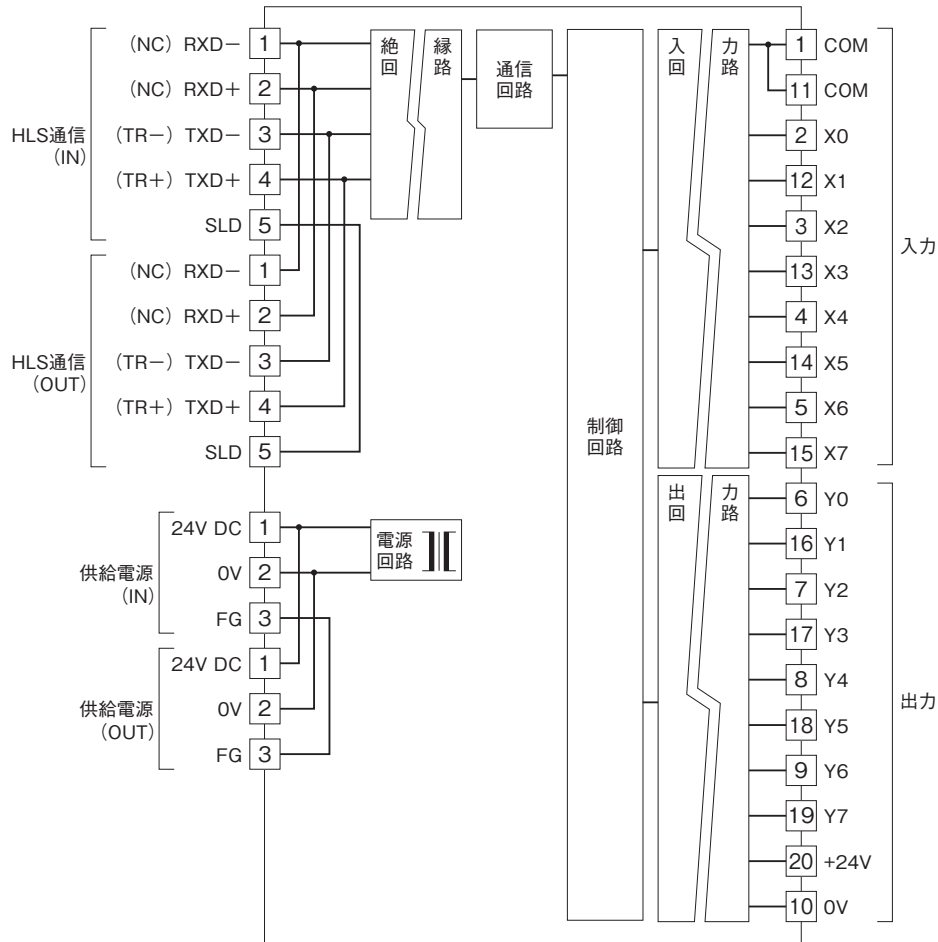 HLS通信
(IN)
(NC) RXD− 1
(NC) RXD+ 2
(TR−) TXD− 3
(TR+) TXD+ 4
SLD 5
HLS通信
(OUT)
(NC) RXD− 1
(NC) RXD+ 2
(TR−) TXD− 3
(TR+) TXD+ 4
SLD 5
供給電源
(IN)
24V DC 1
0V 2
FG 3
供給電源
(OUT)
24V DC 1
0V 2
FG 3
絶縁
回路
通信
回路
電源
回路
制御
回路
入力
回路
出力
回路
1 COM
11 COM
2 X0
12 X1
3 X2
13 X3
4 X4
14 X5
5 X6
15 X7
入力
6 Y0
16 Y1
7 Y2
17 Y3
8 Y4
18 Y5
9 Y6
19 Y7
20 +24V
10 0V
出力